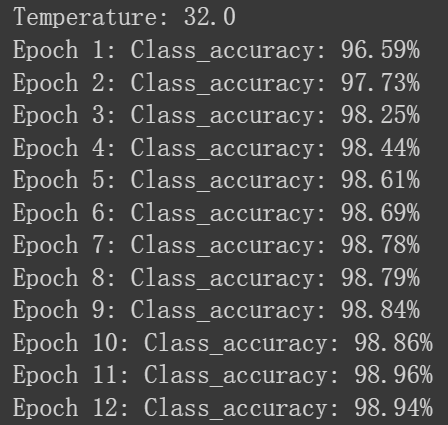 Temperature: 32.0
Epoch 1: Class_accuracy: 96.59%
Epoch 2: Class_accuracy: 97.73%
Epoch 3: Class_accuracy: 98.25%
Epoch 4: Class_accuracy: 98.44%
Epoch 5: Class_accuracy: 98.61%
Epoch 6: Class_accuracy: 98.69%
Epoch 7: Class_accuracy: 98.78%
Epoch 8: Class_accuracy: 98.79%
Epoch 9: Class_accuracy: 98.84%
Epoch 10: Class_accuracy: 98.86%
Epoch 11: Class_accuracy: 98.96%
Epoch 12: Class_accuracy: 98.94%